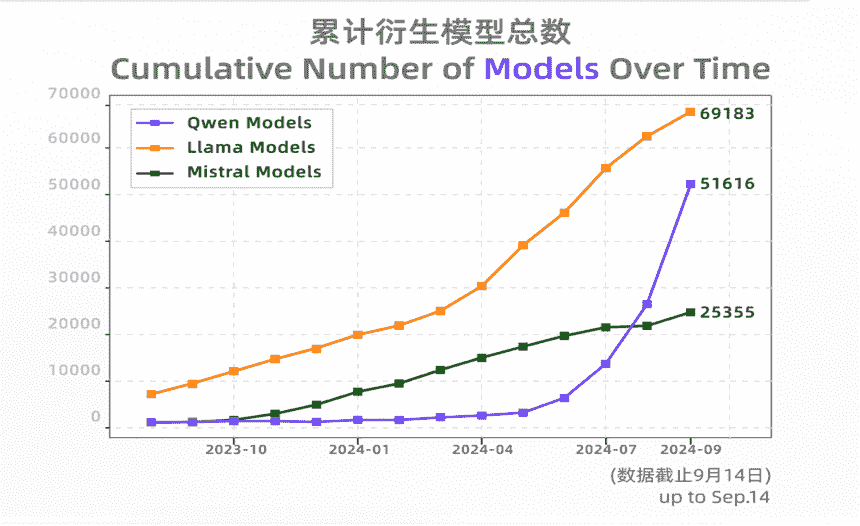 累计衍生模型总数
Cumulative Number of Models Over Time
70000
60000
50000
40000
30000
20000
10000
0
Qwen Models
Llama Models
Mistral Models
69183
51616
25355
2023-10
2024-01
2024-04
2024-07
2024-09
(数据截止9月14日)
up to Sep.14